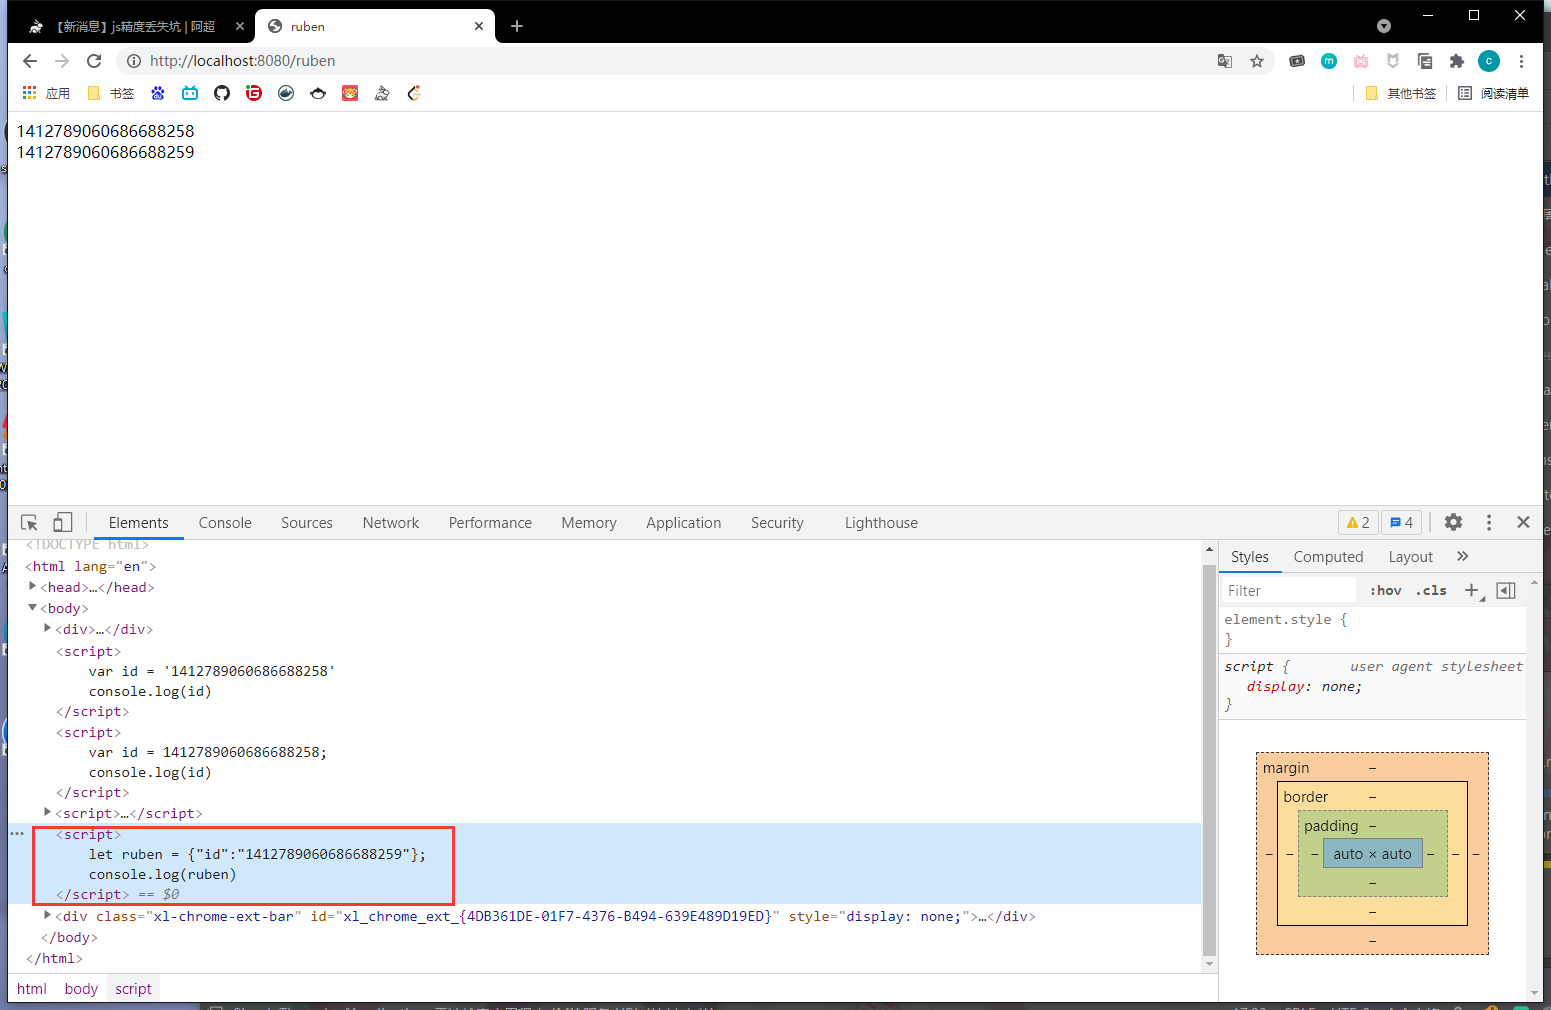 【新消息】js精度丢失坑 | 阿超
ruben
http://localhost:8080/ruben
应用
书签
其他书签
阅读清单
1412789060686688258
1412789060686688259
Elements
Console
Sources
Network
Performance
Memory
Application
Security
Lighthouse
2
4
<!DOCTYPE html>
<html lang="en">
<head>…</head>
<body>
<div>…</div>
<script>
var id = '1412789060686688258'
console.log(id)
</script>
<script>
var id = 1412789060686688258;
console.log(id)
</script>
<script>…</script>
<script>
let ruben = {"id":"1412789060686688259"};
console.log(ruben)
</script> == $0
<div class="xl-chrome-ext-bar" id="xl_chrome_ext_{4DB361DE-01F7-4376-B494-639E489D19ED}" style="display: none;">…</div>
</body>
</html>
html
body
script
Styles
Computed
Layout
Filter
:hov
.cls
element.style {
}
script {
user agent stylesheet
display: none;
}
margin
border
padding
auto × auto